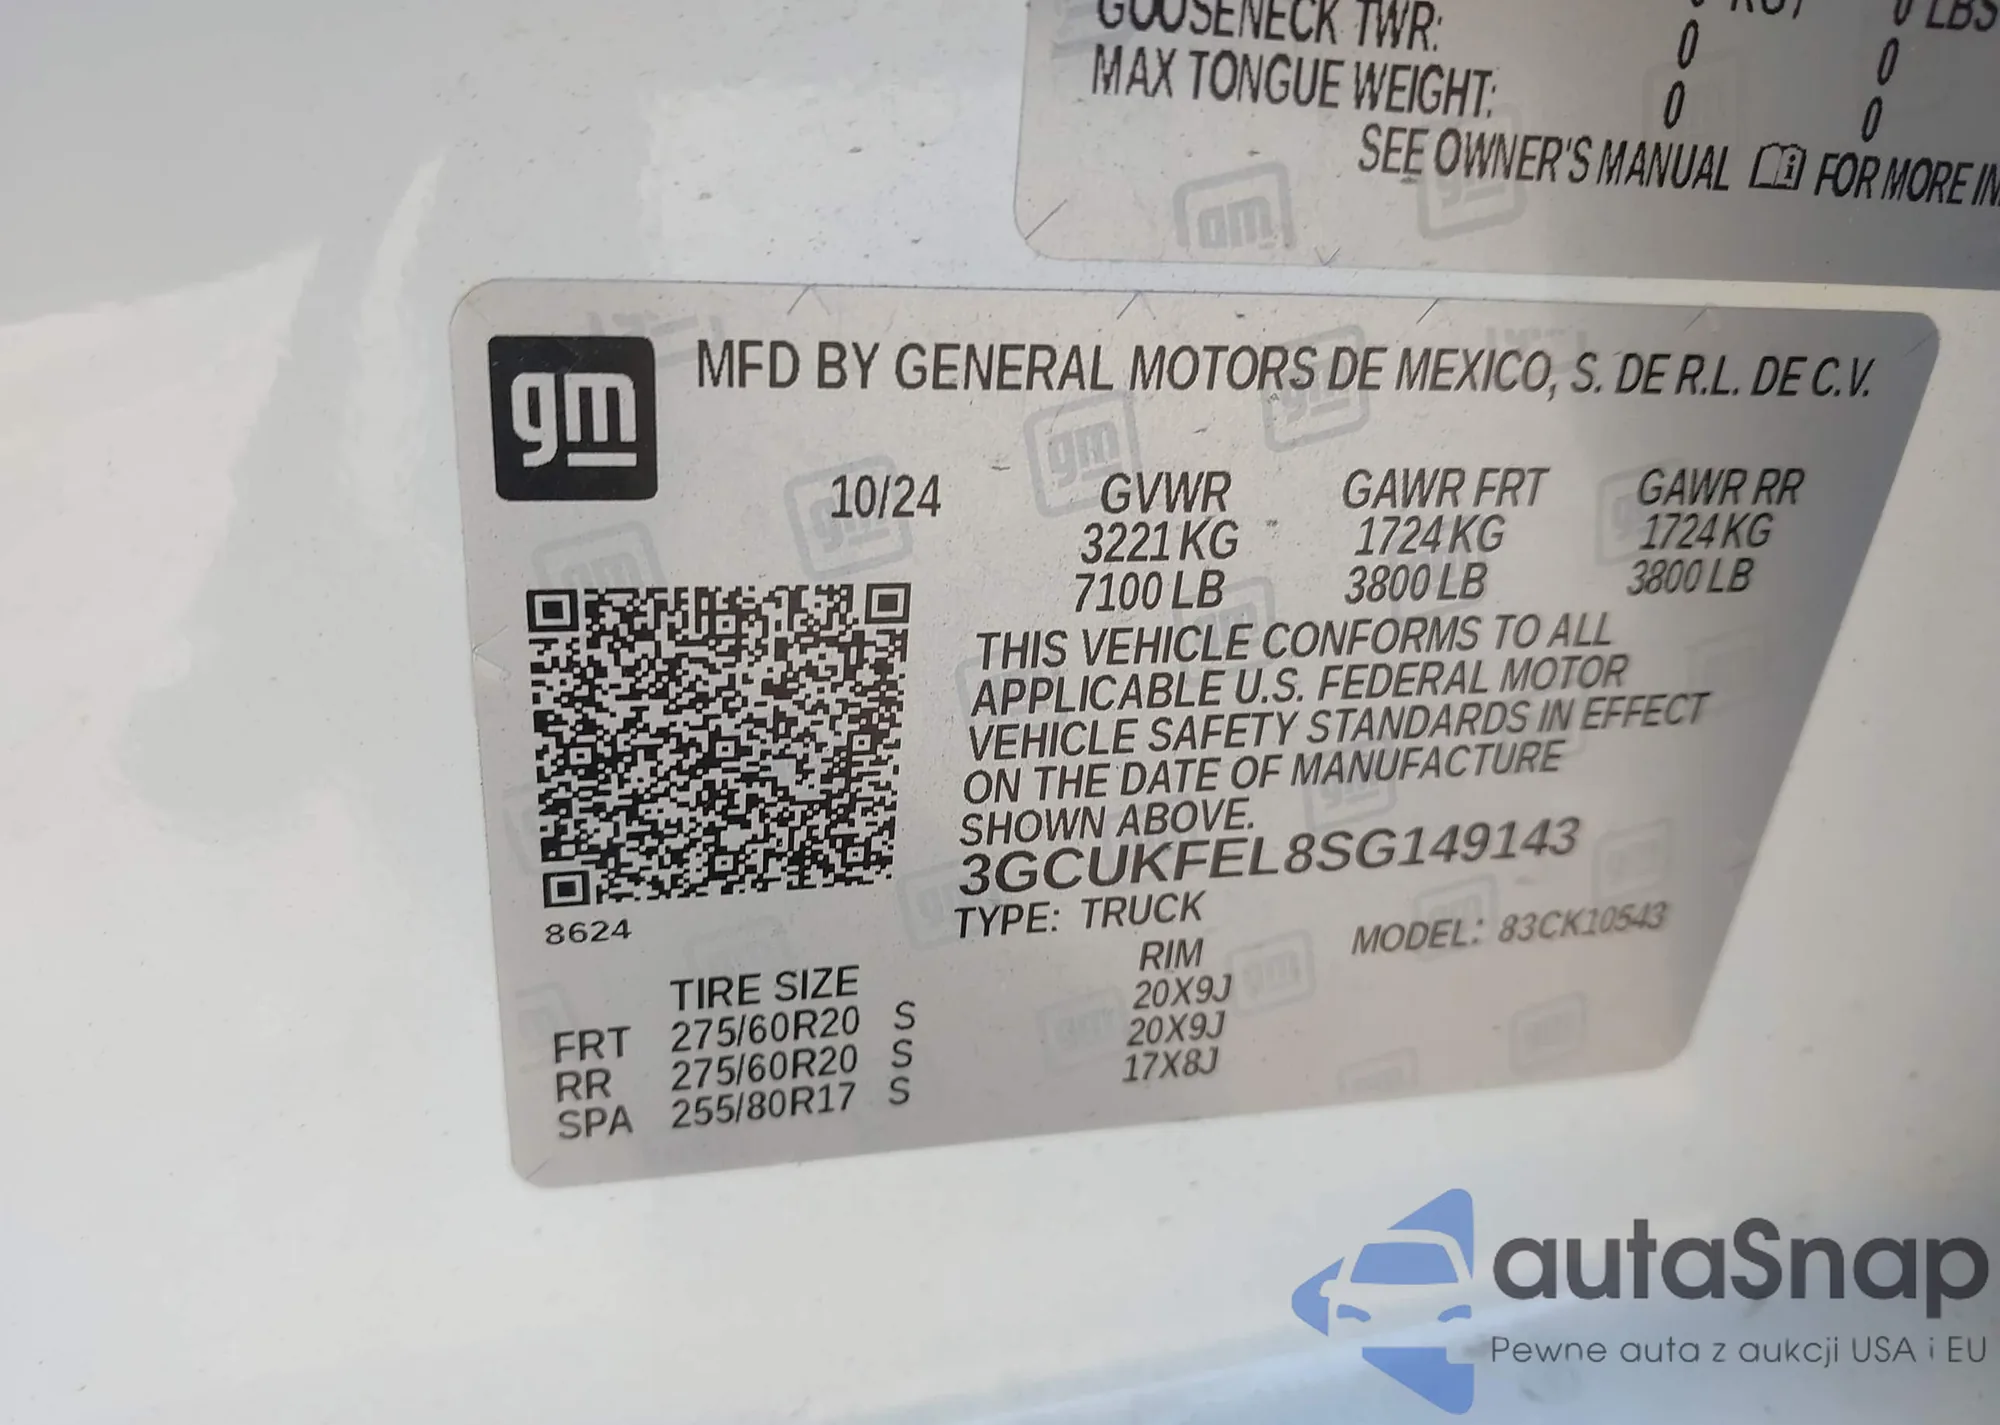 GOOSENECK TWR: 0 0
MAX TONGUE WEIGHT: 0 0
SEE OWNER'S MANUAL FOR MORE
gm
MFD BY GENERAL MOTORS DE MEXICO, S. DE R.L. DE C.V.
10/24 GVWR GAWR FRT GAWR RR
3221 KG 1724 KG 1724 KG
7100 LB 3800 LB 3800 LB
THIS VEHICLE CONFORMS TO ALL
APPLICABLE U.S. FEDERAL MOTOR
VEHICLE SAFETY STANDARDS IN EFFECT
ON THE DATE OF MANUFACTURE
SHOWN ABOVE.
3GCUKFEL8SG149143
TYPE: TRUCK MODEL: 83CK10543
8624
TIRE SIZE RIM
FRT 275/60R20 S 20X9J
RR 275/60R20 S 20X9J
SPA 255/80R17 S 17X8J
autaSnap
Pewne auta z aukcji USA i EU